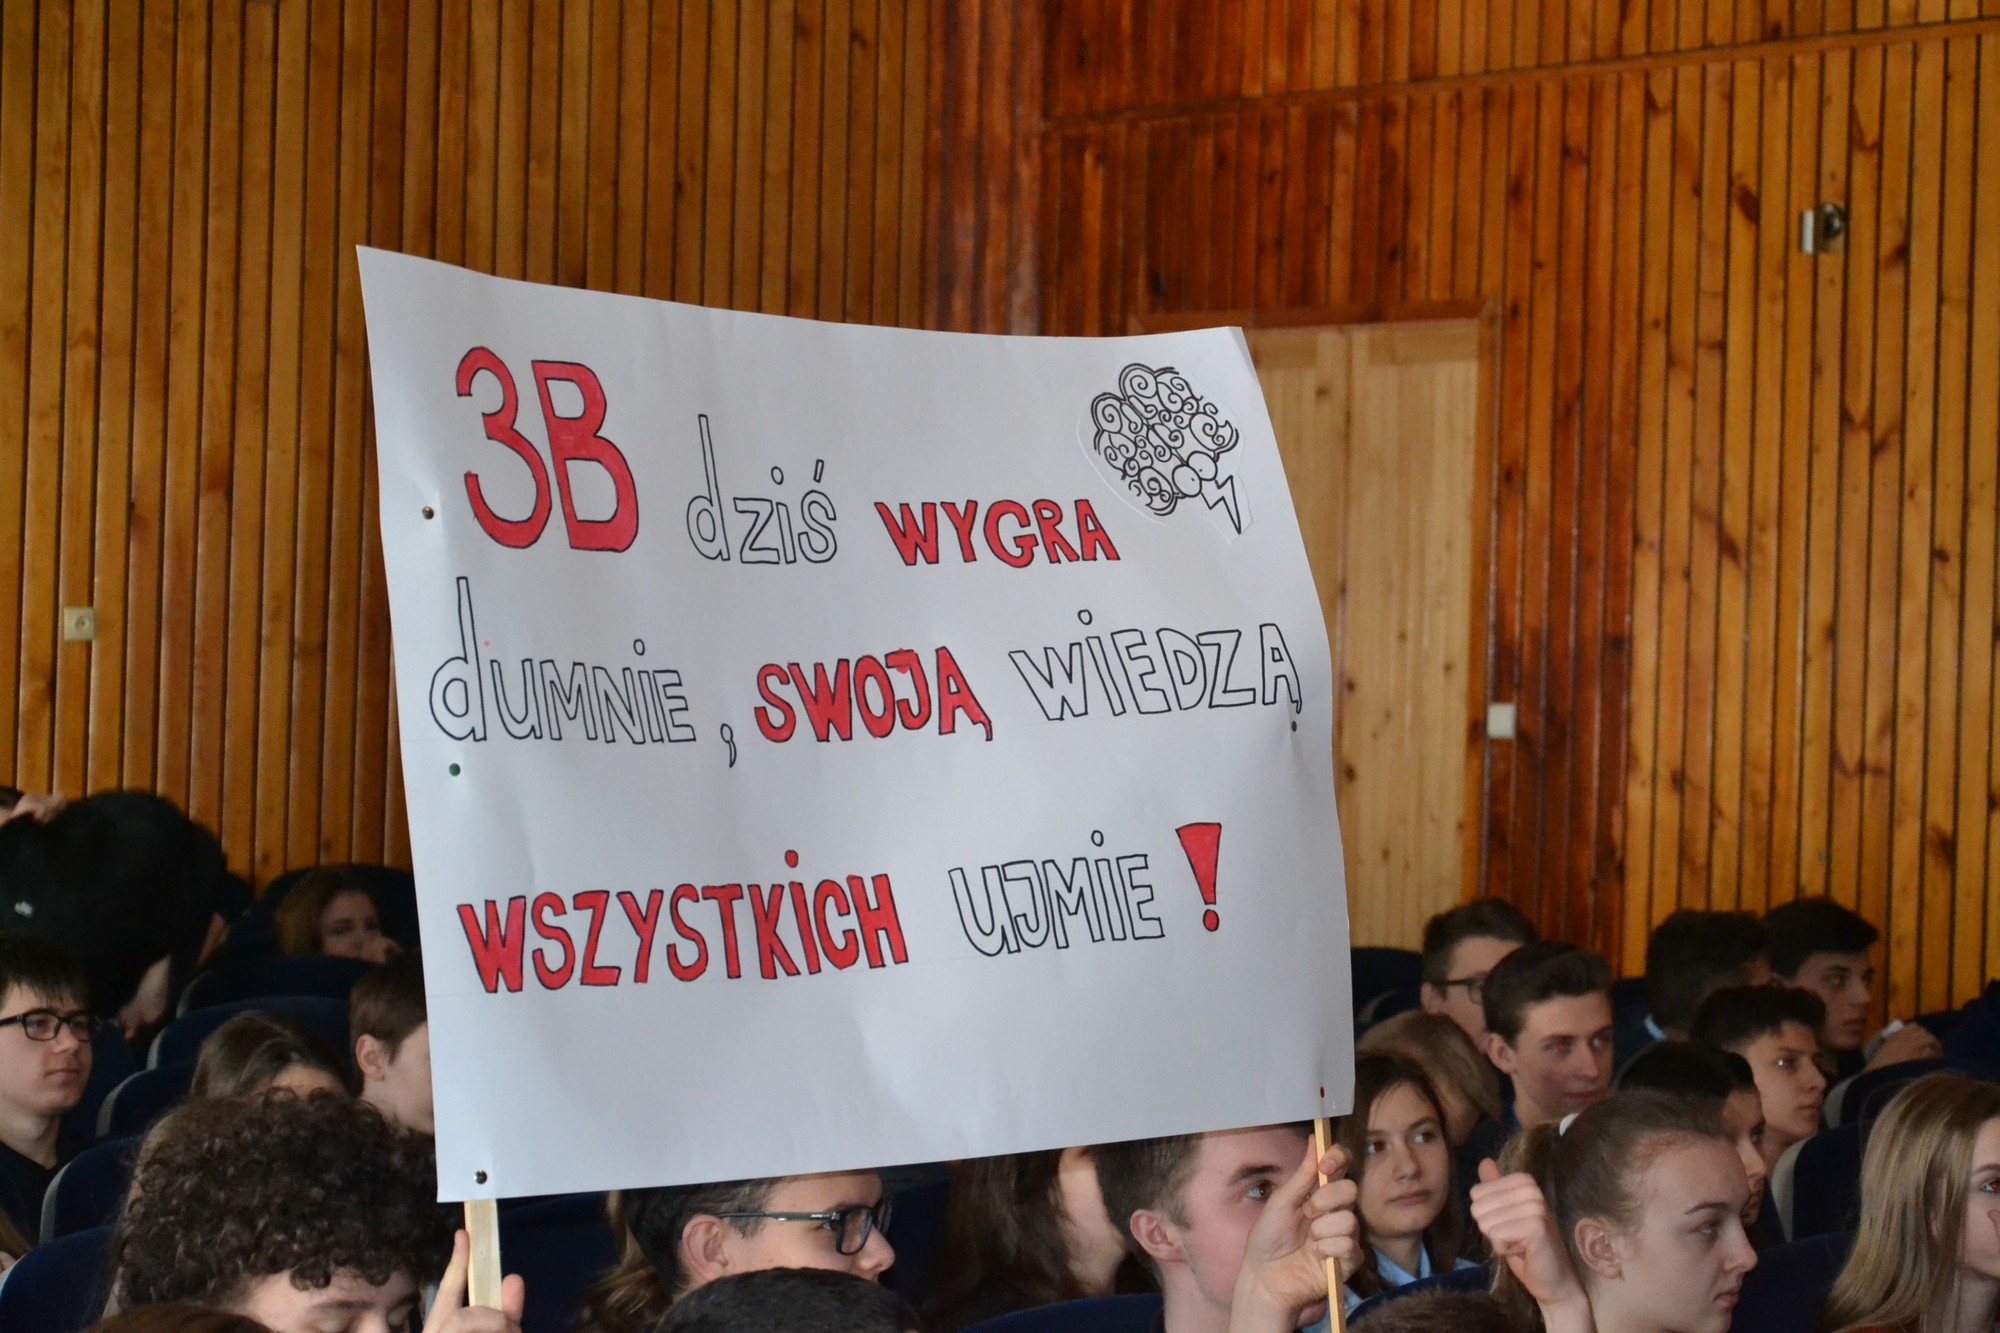 3B dziś WYGRA
dUMNiE, SWOJĄ WiEDZĄ
WSZYSTKiCH UJMiE!